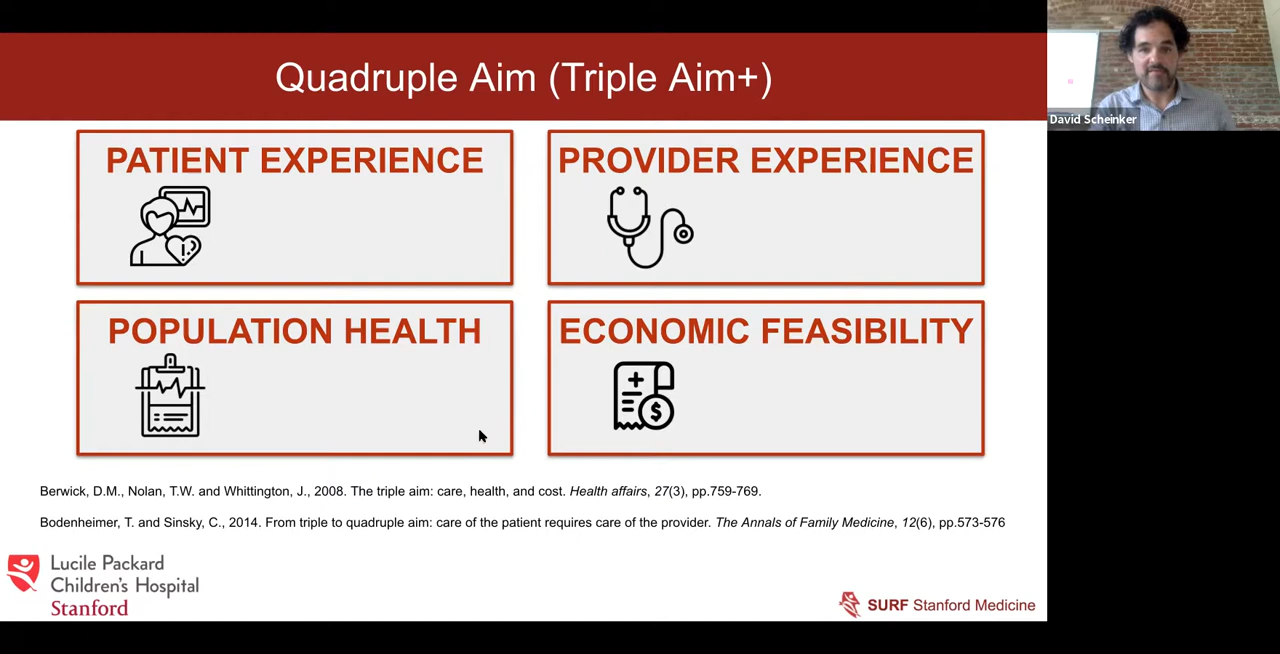 Quadruple Aim (Triple Aim+)
David Scheinker
PATIENT EXPERIENCE
PROVIDER EXPERIENCE
POPULATION HEALTH
ECONOMIC FEASIBILITY
$
Berwick, D.M., Nolan, T.W. and Whittington, J., 2008. The triple aim: care, health, and cost. Health affairs, 27(3), pp.759-769.
Bodenheimer, T. and Sinsky, C., 2014. From triple to quadruple aim: care of the patient requires care of the provider. The Annals of Family Medicine, 12(6), pp.573-576
Lucile Packard
Children's Hospital
Stanford
SURF Stanford Medicine